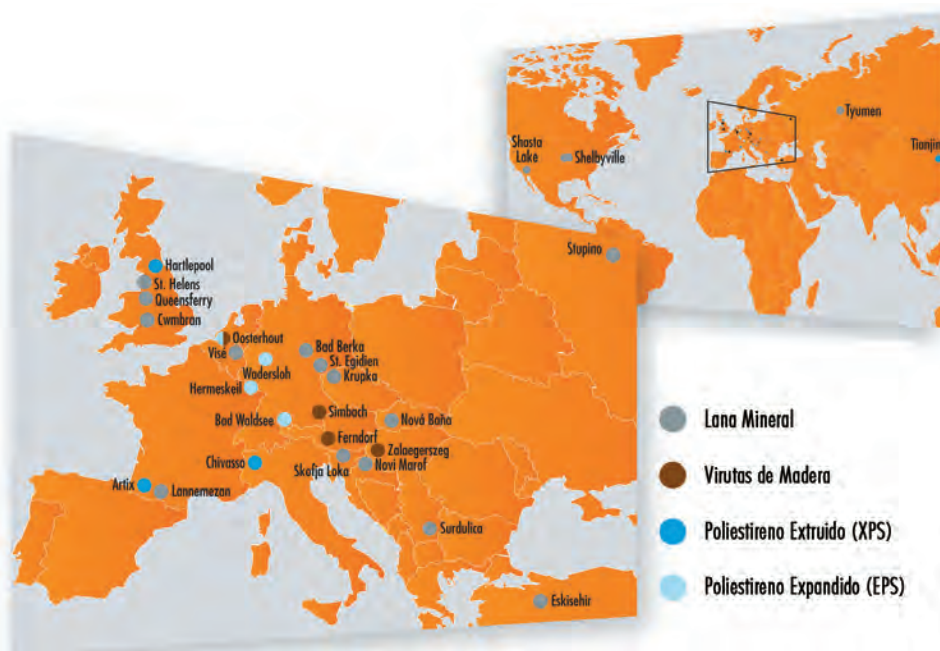 Shasta
Lake
Shelbyville
Tyumen
Tianjin
Stupino
Hartlepool
St. Helens
Queensferry
Cwmbran
Oosterhout
Visé
Wadersloh
Bad Berka
St. Egidien
Krupka
Hermeskeil
Bad Waldsee
Simbach
Nová Baňa
Ferndorf
Zalaegerszeg
Chivasso
Skofja Loka
Novi Marof
Artix
Lannemezan
Surdulica
Eskisehir
Lana Mineral
Virutas de Madera
Poliestireno Extruido (XPS)
Poliestireno Expandido (EPS)